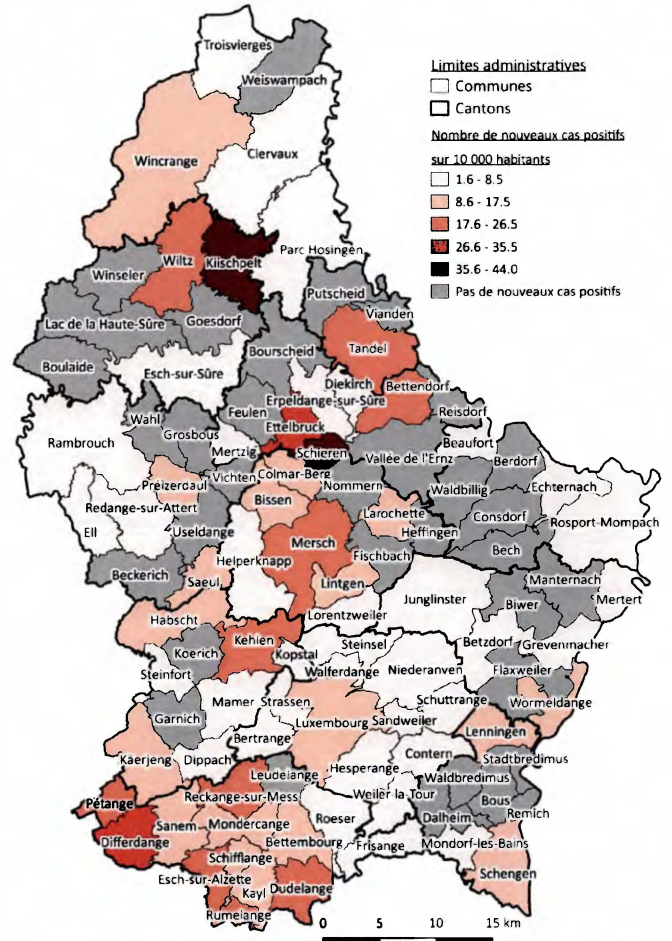 Troisvierges
Weiswampach
Limites administratives
Communes
Cantons
Nombre de nouveaux cas positifs
sur 10 000 habitants
1.6 - 8.5
8.6 - 17.5
17.6 - 26.5
26.6 - 35.5
35.6 - 44.0
Pas de nouveaux cas positifs
Wincrange
Clervaux
Parc Hosingen
Wiltz
Kiischpelt
Winseler
Putscheid
Vianden
Lac de la Haute-Sûre
Goesdorf
Tandel
Bourscheid
Boulaide
Esch-sur-Sûre
Diekirch
Bettendorf
Erpeldange-sur-Sûre
Reisdorf
Feulen
Ettelbruck
Wahl
Grosbous
Rambrouch
Mertzig
Schieren
Beaufort
Vallée de l'Ernz
Berdorf
Vichten
Colmar-Berg
Préizerdaul
Nommern
Waldbillig
Echternach
Bissen
Redange-sur-Attert
Larochette
Consdorf
Rosport-Mompach
Ell
Useldange
Heffingen
Mersch
Bech
Helperknapp
Fischbach
Beckerich
Saeul
Lintgen
Manternach
Junglinster
Biwer
Mertert
Habscht
Lorentzweiler
Kehlen
Steinsel
Betzdorf
Grevenmacher
Koerich
Kopstal
Steinfort
Walferdange
Niederanven
Flaxweiler
Mamer
Strassen
Schuttrange
Wormeldange
Garnich
Luxembourg
Sandweiler
Lenningen
Bertrange
Contern
Käerjeng
Dippach
Stadtbredimus
Hesperange
Leudelange
Waldbredimus
Weiler-la-Tour
Pétange
Reckange-sur-Mess
Bous
Remich
Roeser
Dalheim
Sanem
Mondercange
Differdange
Bettembourg
Frisange
Mondorf-les-Bains
Schifflange
Esch-sur-Alzette
Schengen
Kayl
Dudelange
Rumelange
0 5 10 15 km